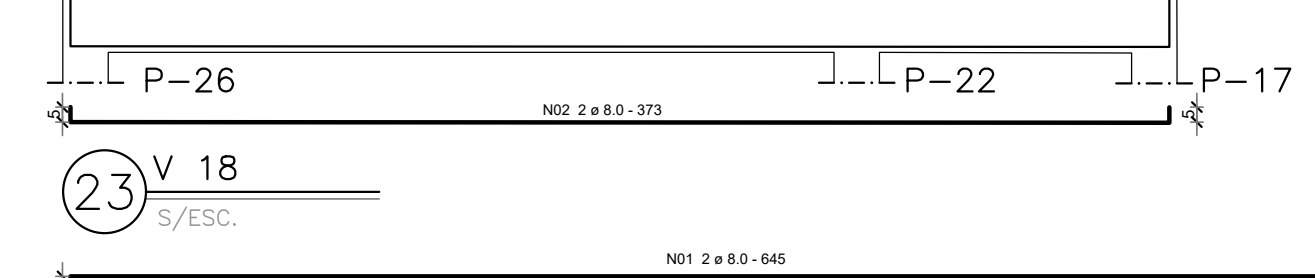 P-26
P-22
P-17
5
N02 2 ø 8.0 - 373
5
23
V 18
S/ESC.
N01 2 ø 8.0 - 645